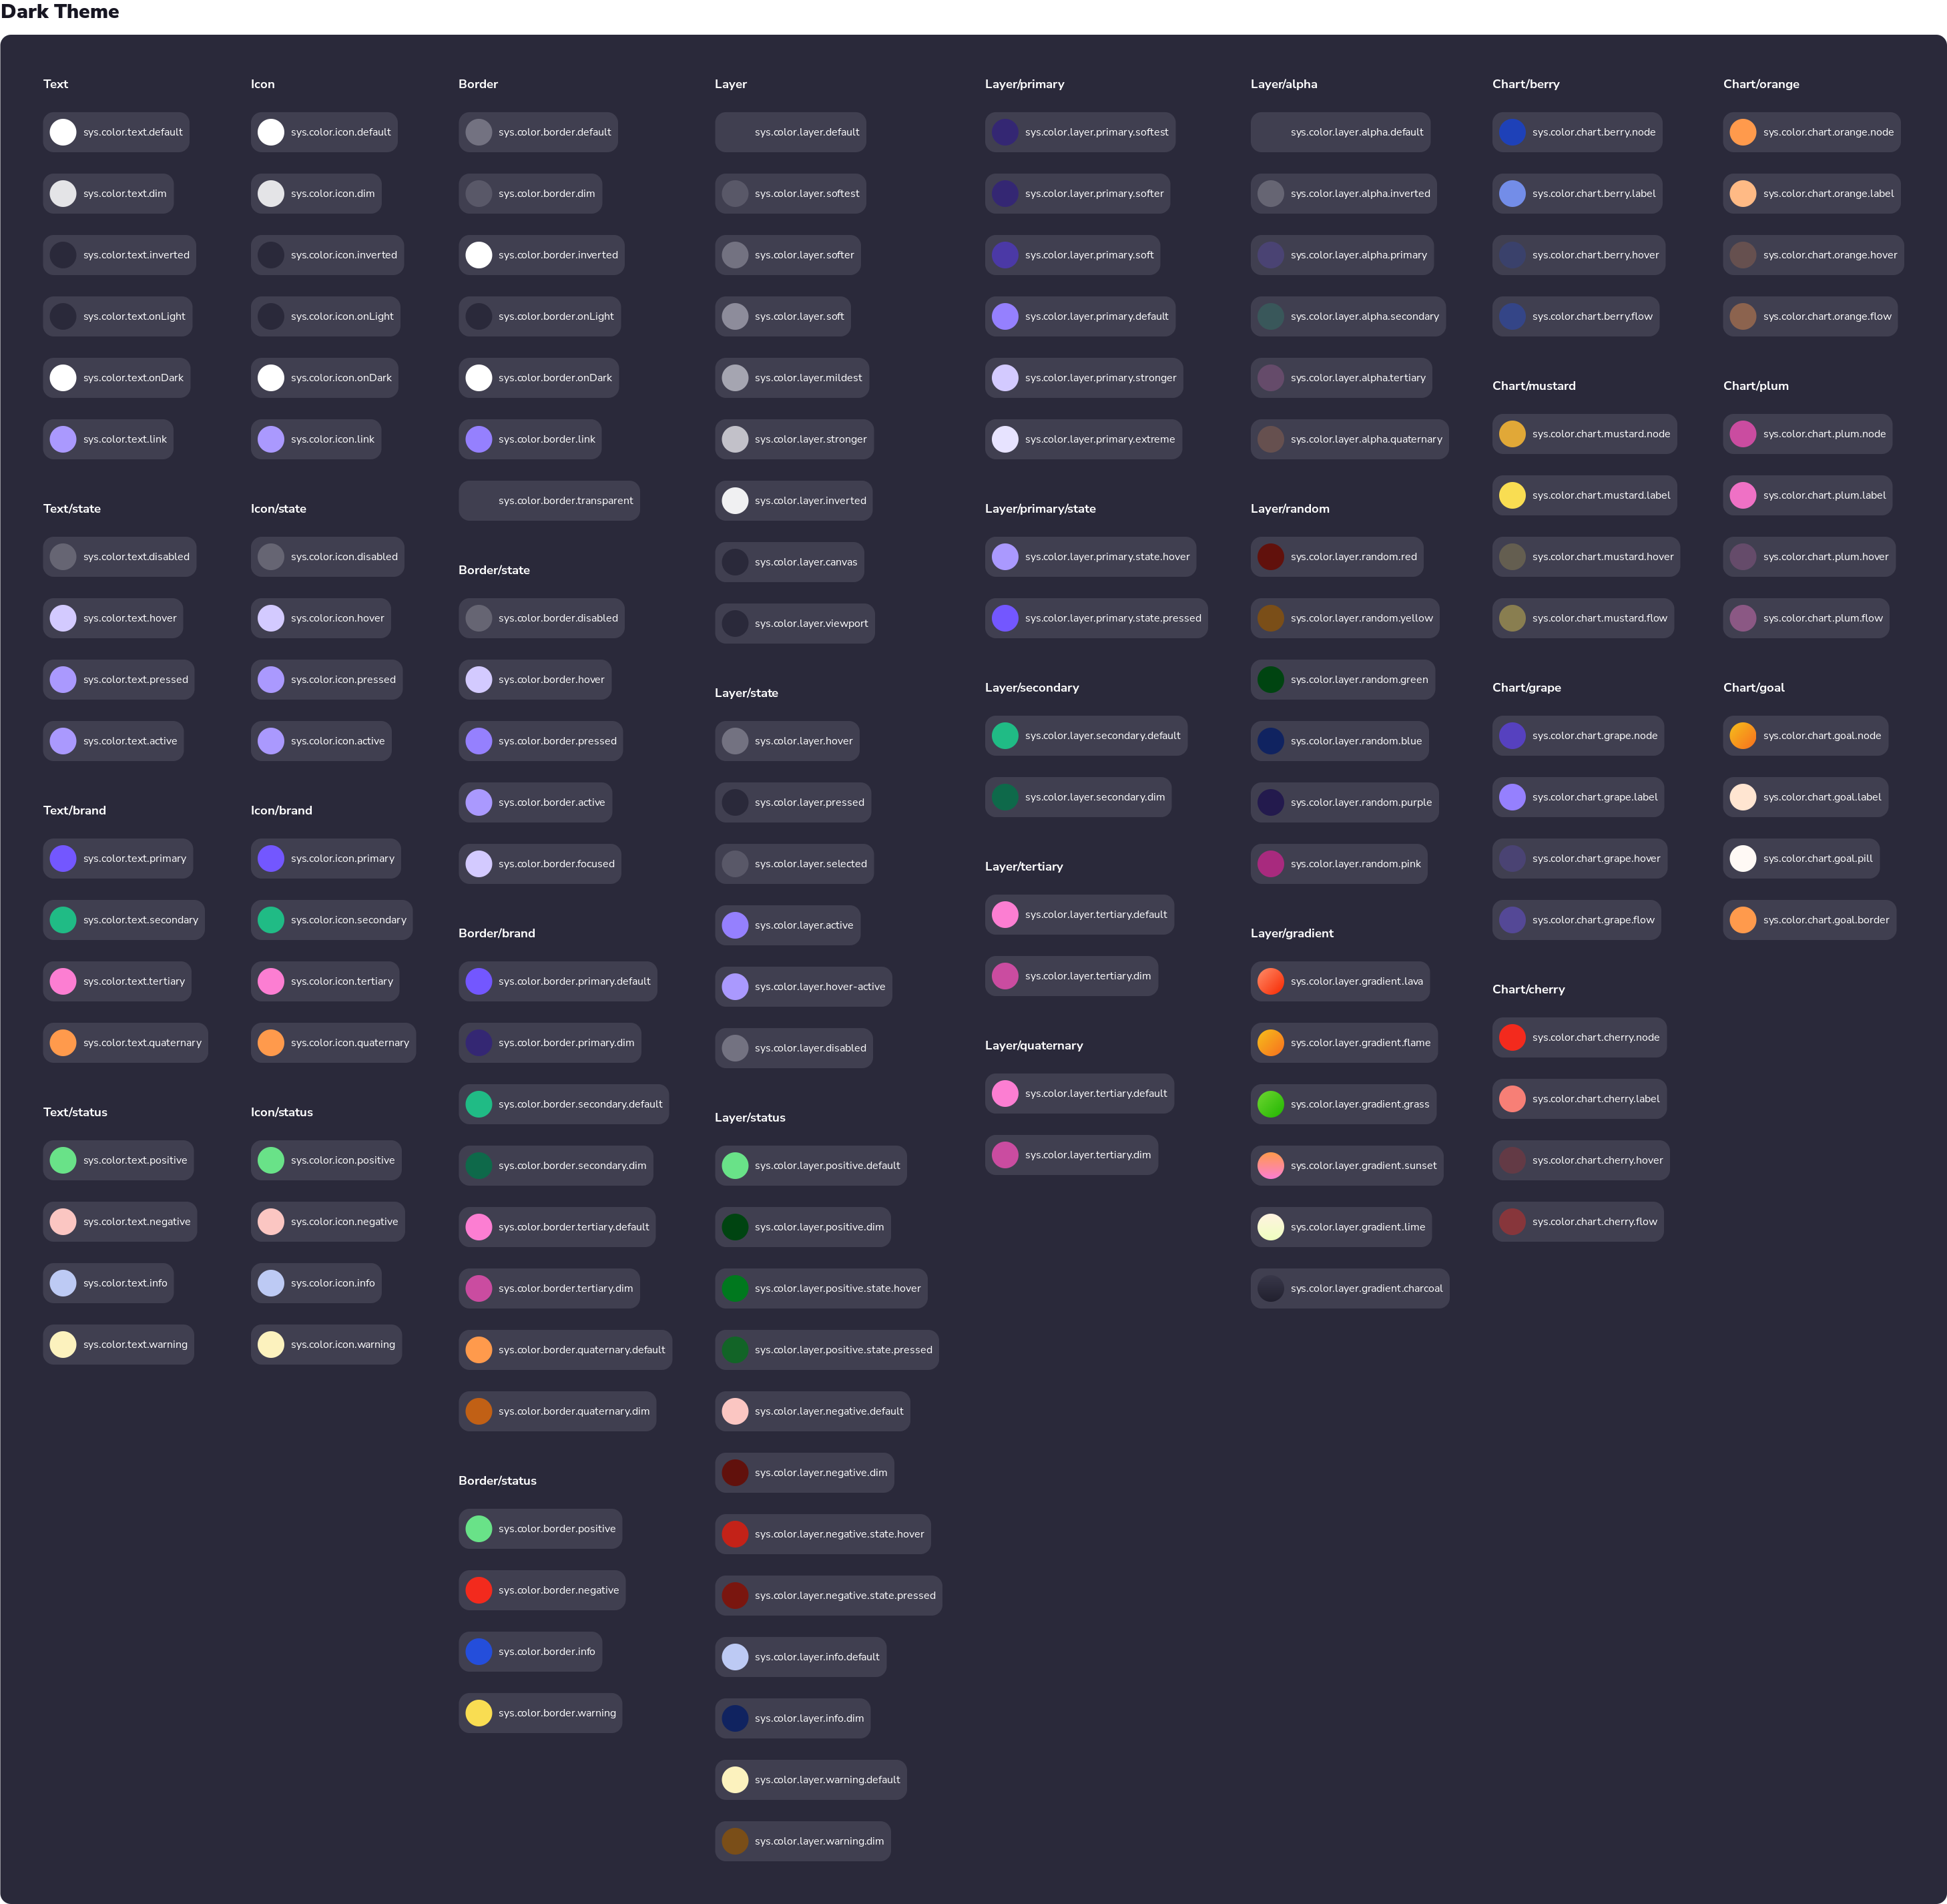 Dark Theme
Text
sys.color.text.default
sys.color.text.dim
sys.color.text.inverted
sys.color.text.onLight
sys.color.text.onDark
sys.color.text.link
Text/state
sys.color.text.disabled
sys.color.text.hover
sys.color.text.pressed
sys.color.text.active
Text/brand
sys.color.text.primary
sys.color.text.secondary
sys.color.text.tertiary
sys.color.text.quaternary
Text/status
sys.color.text.positive
sys.color.text.negative
sys.color.text.info
sys.color.text.warning
Icon
sys.color.icon.default
sys.color.icon.dim
sys.color.icon.inverted
sys.color.icon.onLight
sys.color.icon.onDark
sys.color.icon.link
Icon/state
sys.color.icon.disabled
sys.color.icon.hover
sys.color.icon.pressed
sys.color.icon.active
Icon/brand
sys.color.icon.primary
sys.color.icon.secondary
sys.color.icon.tertiary
sys.color.icon.quaternary
Icon/status
sys.color.icon.positive
sys.color.icon.negative
sys.color.icon.info
sys.color.icon.warning
Border
sys.color.border.default
sys.color.border.dim
sys.color.border.inverted
sys.color.border.onLight
sys.color.border.onDark
sys.color.border.link
sys.color.border.transparent
Border/state
sys.color.border.disabled
sys.color.border.hover
sys.color.border.pressed
sys.color.border.active
sys.color.border.focused
Border/brand
sys.color.border.primary.default
sys.color.border.primary.dim
sys.color.border.secondary.default
sys.color.border.secondary.dim
sys.color.border.tertiary.default
sys.color.border.tertiary.dim
sys.color.border.quaternary.default
sys.color.border.quaternary.dim
Border/status
sys.color.border.positive
sys.color.border.negative
sys.color.border.info
sys.color.border.warning
Layer
sys.color.layer.default
sys.color.layer.softest
sys.color.layer.softer
sys.color.layer.soft
sys.color.layer.mildest
sys.color.layer.stronger
sys.color.layer.inverted
sys.color.layer.canvas
sys.color.layer.viewport
Layer/state
sys.color.layer.hover
sys.color.layer.pressed
sys.color.layer.selected
sys.color.layer.active
sys.color.layer.hover-active
sys.color.layer.disabled
Layer/status
sys.color.layer.positive.default
sys.color.layer.positive.dim
sys.color.layer.positive.state.hover
sys.color.layer.positive.state.pressed
sys.color.layer.negative.default
sys.color.layer.negative.dim
sys.color.layer.negative.state.hover
sys.color.layer.negative.state.pressed
sys.color.layer.info.default
sys.color.layer.info.dim
sys.color.layer.warning.default
sys.color.layer.warning.dim
Layer/primary
sys.color.layer.primary.softest
sys.color.layer.primary.softer
sys.color.layer.primary.soft
sys.color.layer.primary.default
sys.color.layer.primary.stronger
sys.color.layer.primary.extreme
Layer/primary/state
sys.color.layer.primary.state.hover
sys.color.layer.primary.state.pressed
Layer/secondary
sys.color.layer.secondary.default
sys.color.layer.secondary.dim
Layer/tertiary
sys.color.layer.tertiary.default
sys.color.layer.tertiary.dim
Layer/quaternary
sys.color.layer.tertiary.default
sys.color.layer.tertiary.dim
Layer/alpha
sys.color.layer.alpha.default
sys.color.layer.alpha.inverted
sys.color.layer.alpha.primary
sys.color.layer.alpha.secondary
sys.color.layer.alpha.tertiary
sys.color.layer.alpha.quaternary
Layer/random
sys.color.layer.random.red
sys.color.layer.random.yellow
sys.color.layer.random.green
sys.color.layer.random.blue
sys.color.layer.random.purple
sys.color.layer.random.pink
Layer/gradient
sys.color.layer.gradient.lava
sys.color.layer.gradient.flame
sys.color.layer.gradient.grass
sys.color.layer.gradient.sunset
sys.color.layer.gradient.lime
sys.color.layer.gradient.charcoal
Chart/berry
sys.color.chart.berry.node
sys.color.chart.berry.label
sys.color.chart.berry.hover
sys.color.chart.berry.flow
Chart/mustard
sys.color.chart.mustard.node
sys.color.chart.mustard.label
sys.color.chart.mustard.hover
sys.color.chart.mustard.flow
Chart/grape
sys.color.chart.grape.node
sys.color.chart.grape.label
sys.color.chart.grape.hover
sys.color.chart.grape.flow
Chart/cherry
sys.color.chart.cherry.node
sys.color.chart.cherry.label
sys.color.chart.cherry.hover
sys.color.chart.cherry.flow
Chart/orange
sys.color.chart.orange.node
sys.color.chart.orange.label
sys.color.chart.orange.hover
sys.color.chart.orange.flow
Chart/plum
sys.color.chart.plum.node
sys.color.chart.plum.label
sys.color.chart.plum.hover
sys.color.chart.plum.flow
Chart/goal
sys.color.chart.goal.node
sys.color.chart.goal.label
sys.color.chart.goal.pill
sys.color.chart.goal.border